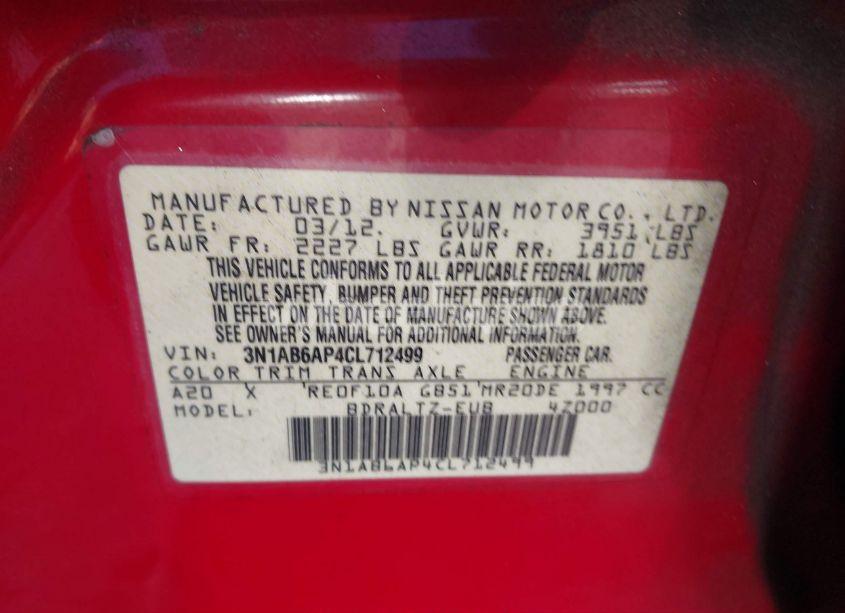 MANUFACTURED BY NISSAN MOTOR CO., LTD.
DATE: 03/12. GVWR: 3951 LBS
GAWR FR: 2227 LBS GAWR RR: 1810 LBS
THIS VEHICLE CONFORMS TO ALL APPLICABLE FEDERAL MOTOR
VEHICLE SAFETY, BUMPER AND THEFT PREVENTION STANDARDS
IN EFFECT ON THE DATE OF MANUFACTURE SHOWN ABOVE.
SEE OWNER'S MANUAL FOR ADDITIONAL INFORMATION.
VIN: 3N1AB6AP4CL712499 PASSENGER CAR.
COLOR TRIM TRANS AXLE ENGINE
A20 X RE0F10A GB51 MR20DE 1997 CC
MODEL: BDRALTZ-EUB 4Z000
3N1AB6AP4CL712499